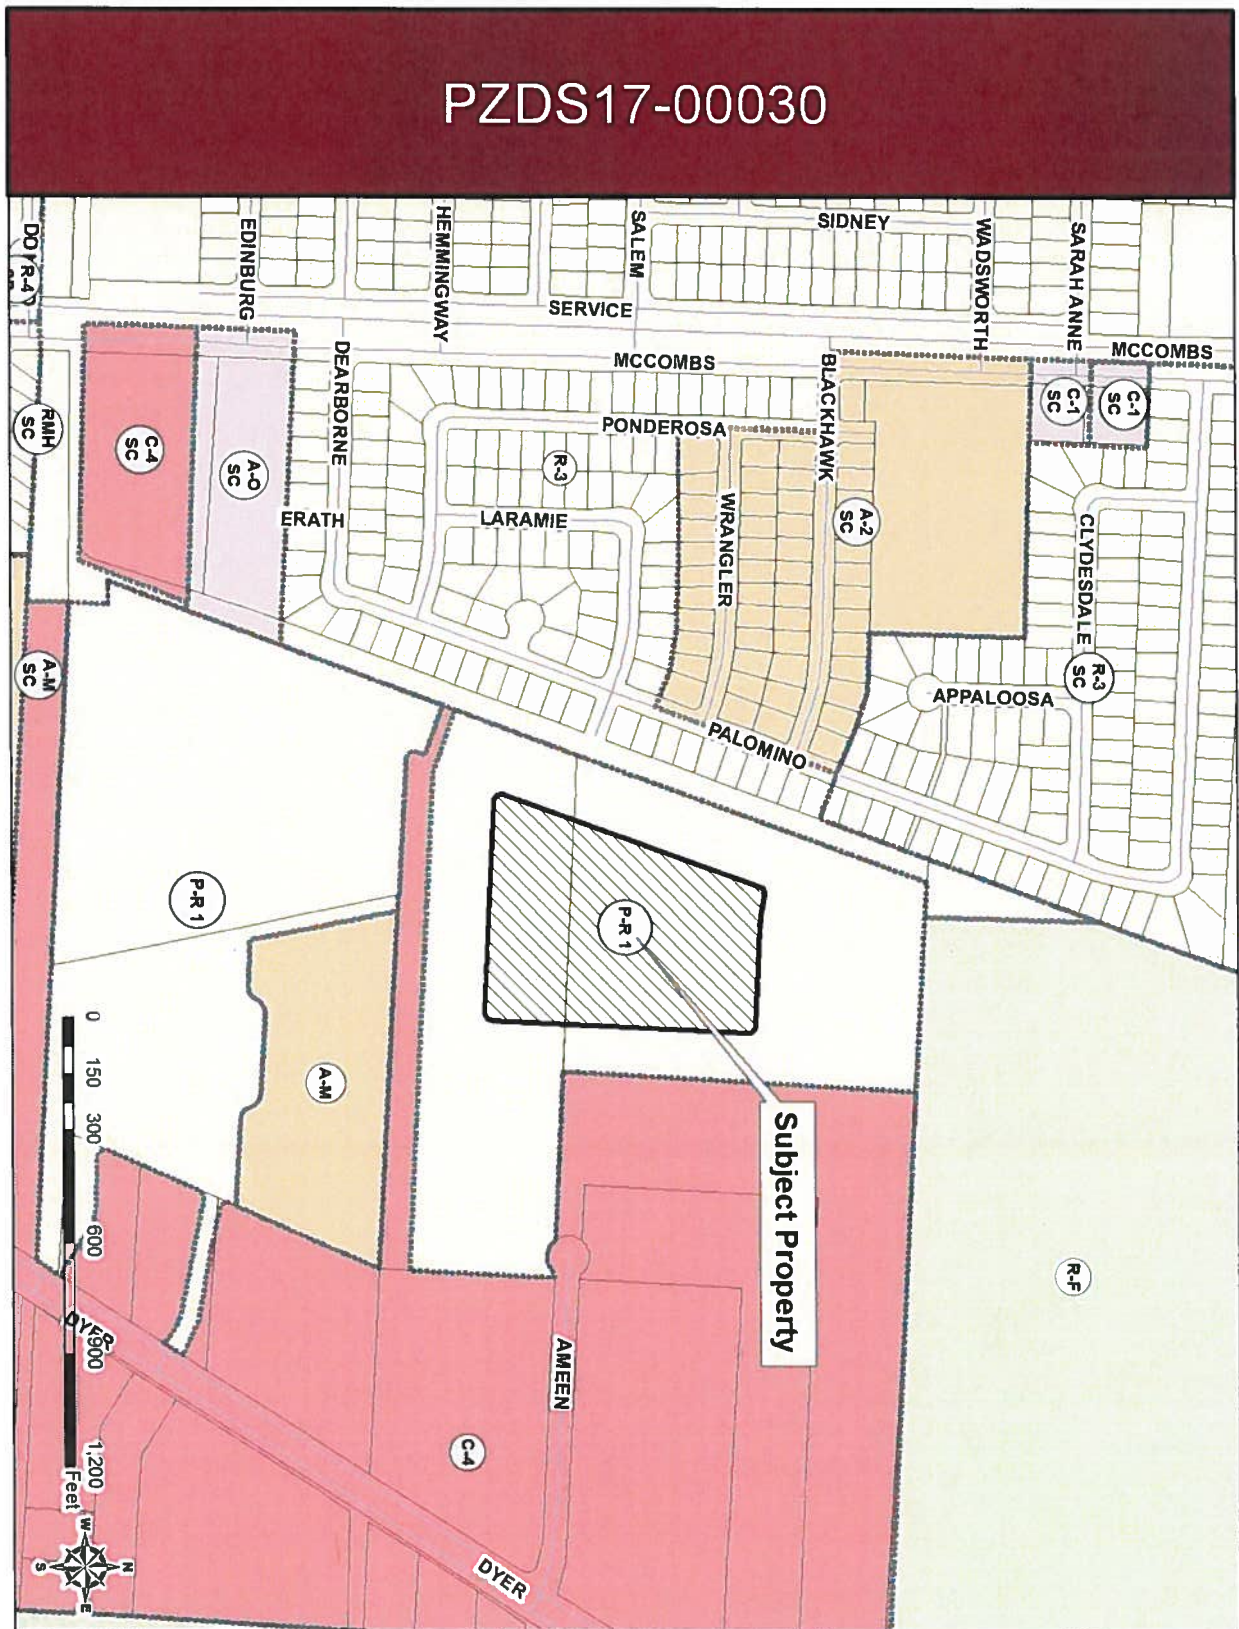 PZDS17-00030
SIDNEY
SALEM
HEMMINGWAY
EDINBURG
WADSWORTH
SARAH ANNE
R-4
SERVICE
MCCOMBS
MCCOMBS
DEARBORNE
BLACKHAWK
PONDEROSA
C-1
SC
C-1
SC
RMH
SC
C-4
SC
A-O
SC
R-3
ERATH
LARAMIE
WRANGLER
A-2
SC
CLYDESDALE
R-3
SC
A-M
SC
APPALOOSA
PALOMINO
P-R 1
P-R 1
A-M
Subject Property
R-F
AMEEN
C-4
DYER
DYER
0
150
300
600
900
1,200
Feet
W
N
S
E